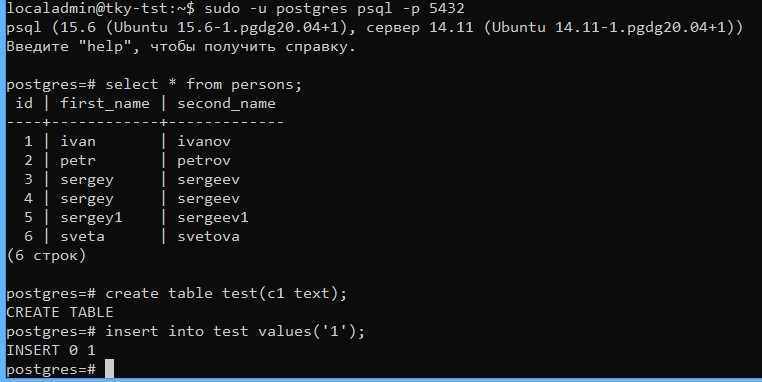 localadmin@tky-tst:~$ sudo -u postgres psql -p 5432
psql (15.6 (Ubuntu 15.6-1.pgdg20.04+1), сервер 14.11 (Ubuntu 14.11-1.pgdg20.04+1))
Введите "help", чтобы получить справку.
postgres=# select * from persons;
 id | first_name | second_name
----+------------+-------------
  1 | ivan       | ivanov
  2 | petr       | petrov
  3 | sergey     | sergeev
  4 | sergey     | sergeev
  5 | sergey1    | sergeev1
  6 | sveta      | svetova
(6 строк)
postgres=# create table test(c1 text);
CREATE TABLE
postgres=# insert into test values('1');
INSERT 0 1
postgres=#